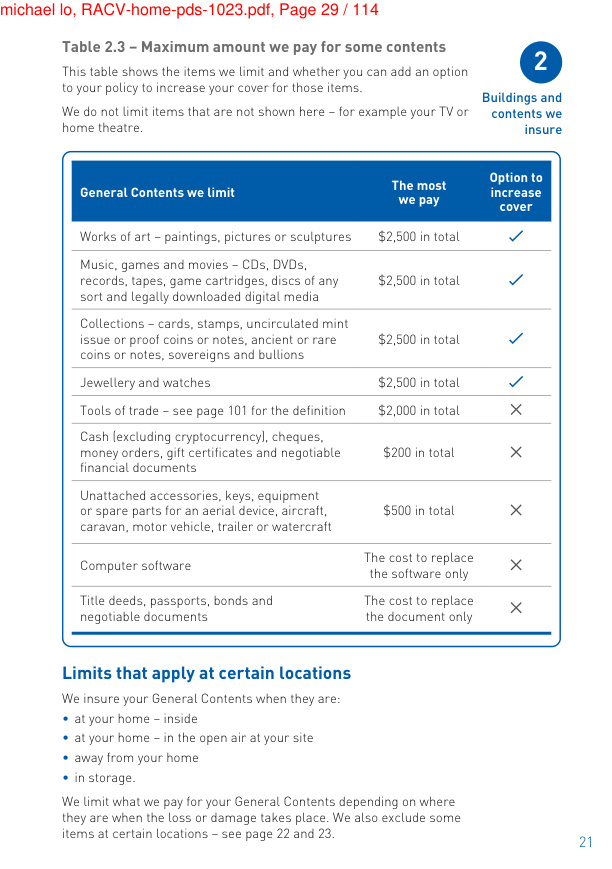 michael lo, RACV-home-pds-1023.pdf, Page 29 / 114
Table 2.3 – Maximum amount we pay for some contents
This table shows the items we limit and whether you can add an option
to your policy to increase your cover for those items.
We do not limit items that are not shown here – for example your TV or
home theatre.
2
Buildings and
contents we
insure
General Contents we limit
The most
we pay
Option to
increase
cover
Works of art – paintings, pictures or sculptures
$2,500 in total
✓
Music, games and movies – CDs, DVDs,
records, tapes, game cartridges, discs of any
sort and legally downloaded digital media
$2,500 in total
✓
Collections – cards, stamps, uncirculated mint
issue or proof coins or notes, ancient or rare
coins or notes, sovereigns and bullions
$2,500 in total
✓
Jewellery and watches
$2,500 in total
✓
Tools of trade – see page 101 for the definition
$2,000 in total
✕
Cash (excluding cryptocurrency), cheques,
money orders, gift certificates and negotiable
financial documents
$200 in total
✕
Unattached accessories, keys, equipment
or spare parts for an aerial device, aircraft,
caravan, motor vehicle, trailer or watercraft
$500 in total
✕
Computer software
The cost to replace
the software only
✕
Title deeds, passports, bonds and
negotiable documents
The cost to replace
the document only
✕
Limits that apply at certain locations
We insure your General Contents when they are:
• at your home – inside
• at your home – in the open air at your site
• away from your home
• in storage.
We limit what we pay for your General Contents depending on where
they are when the loss or damage takes place. We also exclude some
items at certain locations – see page 22 and 23.
21